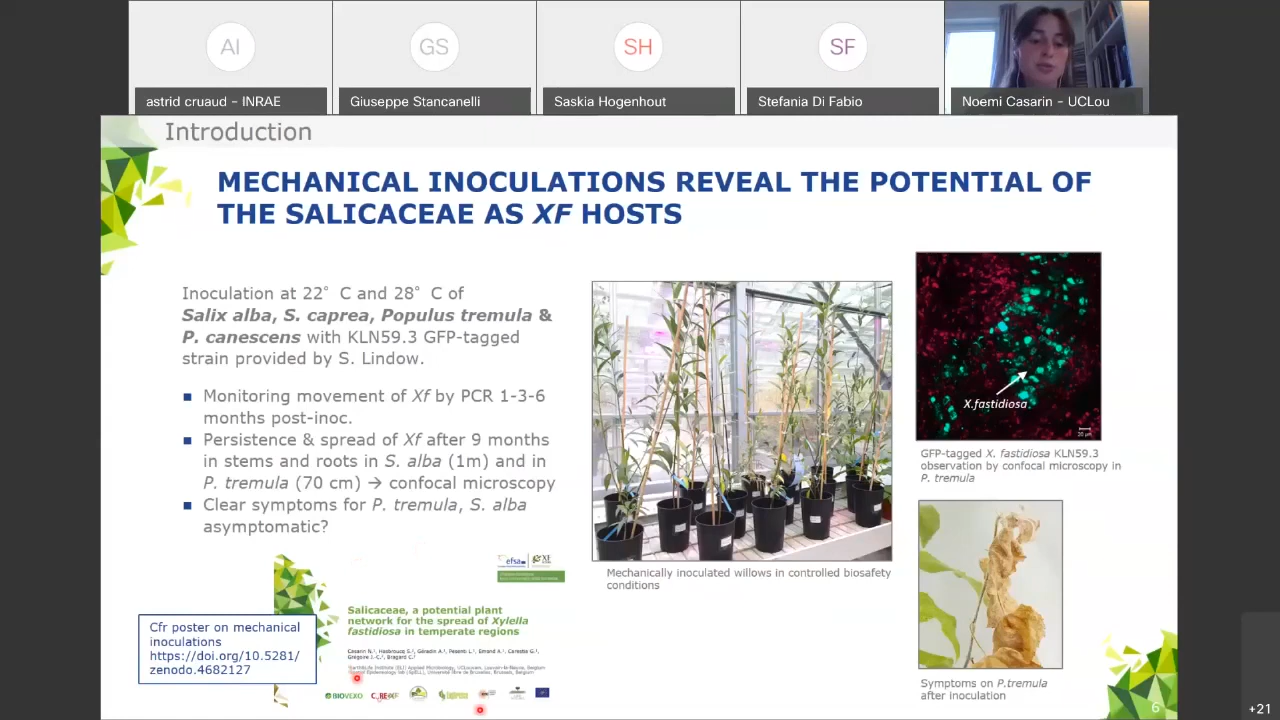 AI
GS
SH
SF
astrid cruaud - INRAE
Giuseppe Stancanelli
Saskia Hogenhout
Stefania Di Fabio
Noemi Casarin - UCLou
Introduction
MECHANICAL INOCULATIONS REVEAL THE POTENTIAL OF
THE SALICACEAE AS XF HOSTS
Inoculation at 22° C and 28° C of
Salix alba, S. caprea, Populus tremula &
P. canescens with KLN59.3 GFP-tagged
strain provided by S. Lindow.
■ Monitoring movement of Xf by PCR 1-3-6
months post-inoc.
■ Persistence & spread of Xf after 9 months
in stems and roots in S. alba (1m) and in
P. tremula (70 cm) → confocal microscopy
■ Clear symptoms for P. tremula, S. alba
asymptomatic?
Mechanically inoculated willows in controlled biosafety
conditions
X.fastidiosa
20 µm
GFP-tagged X. fastidiosa KLN59.3
observation by confocal microscopy in
P. tremula
Symptoms on P.tremula
after inoculation
Cfr poster on mechanical
inoculations
https://doi.org/10.5281/
zenodo.4682127
efsa
XF
Salicaceae, a potential plant
network for the spread of Xylella
fastidiosa in temperate regions
BIOVEXO
6
+21